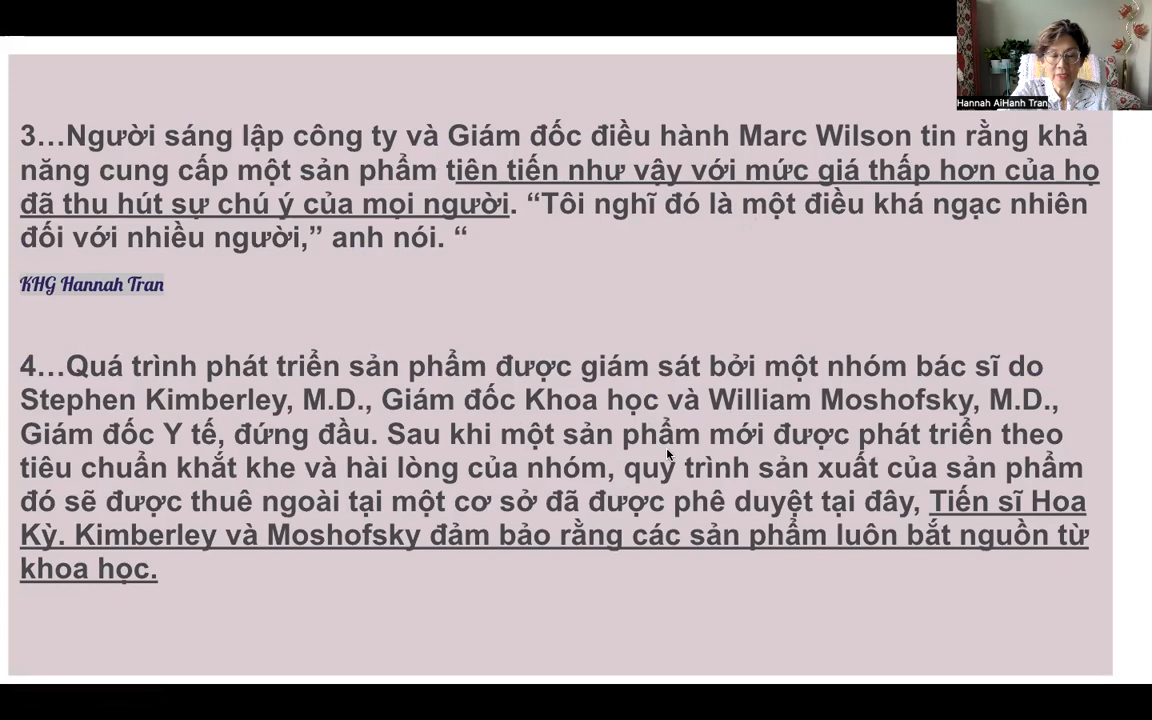 Hannah AiHanh Tran
3…Người sáng lập công ty và Giám đốc điều hành Marc Wilson tin rằng khả
năng cung cấp một sản phẩm tiên tiến như vậy với mức giá thấp hơn của họ
đã thu hút sự chú ý của mọi người. “Tôi nghĩ đó là một điều khá ngạc nhiên
đối với nhiều người,” anh nói. “
KHG Hannah Tran
4…Quá trình phát triển sản phẩm được giám sát bởi một nhóm bác sĩ do
Stephen Kimberley, M.D., Giám đốc Khoa học và William Moshofsky, M.D.,
Giám đốc Y tế, đứng đầu. Sau khi một sản phẩm mới được phát triển theo
tiêu chuẩn khắt khe và hài lòng của nhóm, quy trình sản xuất của sản phẩm
đó sẽ được thuê ngoài tại một cơ sở đã được phê duyệt tại đây, Tiến sĩ Hoa
Kỳ. Kimberley và Moshofsky đảm bảo rằng các sản phẩm luôn bắt nguồn từ
khoa học.